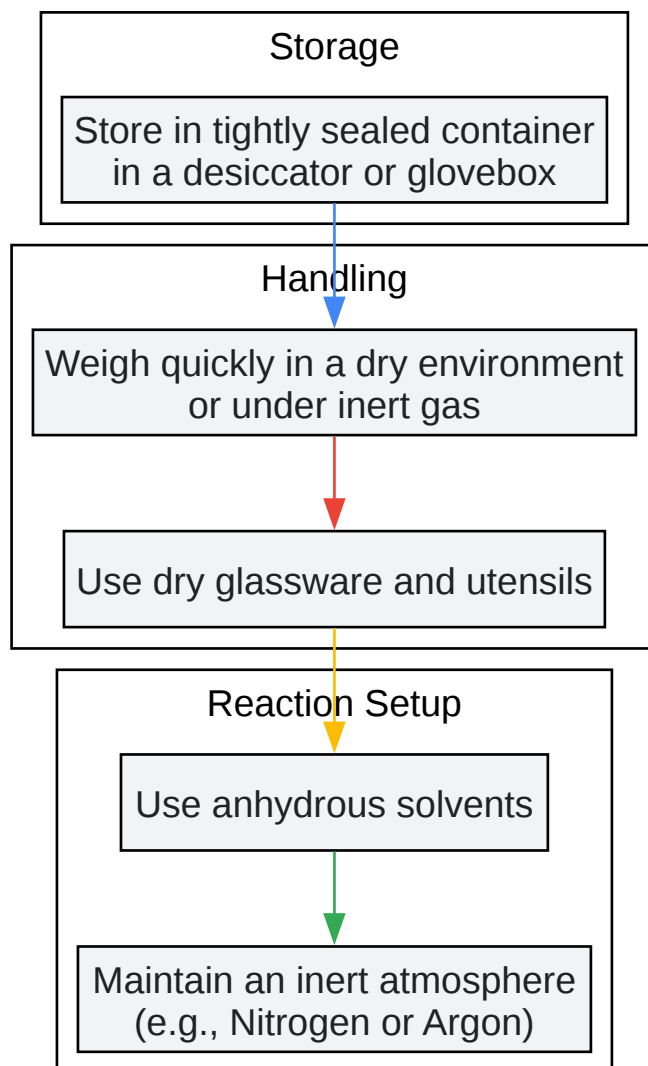 Storage
Store in tightly sealed container
in a desiccator or glovebox
Handling
Weigh quickly in a dry environment
or under inert gas
Use dry glassware and utensils
Reaction Setup
Use anhydrous solvents
Maintain an inert atmosphere
(e.g., Nitrogen or Argon)